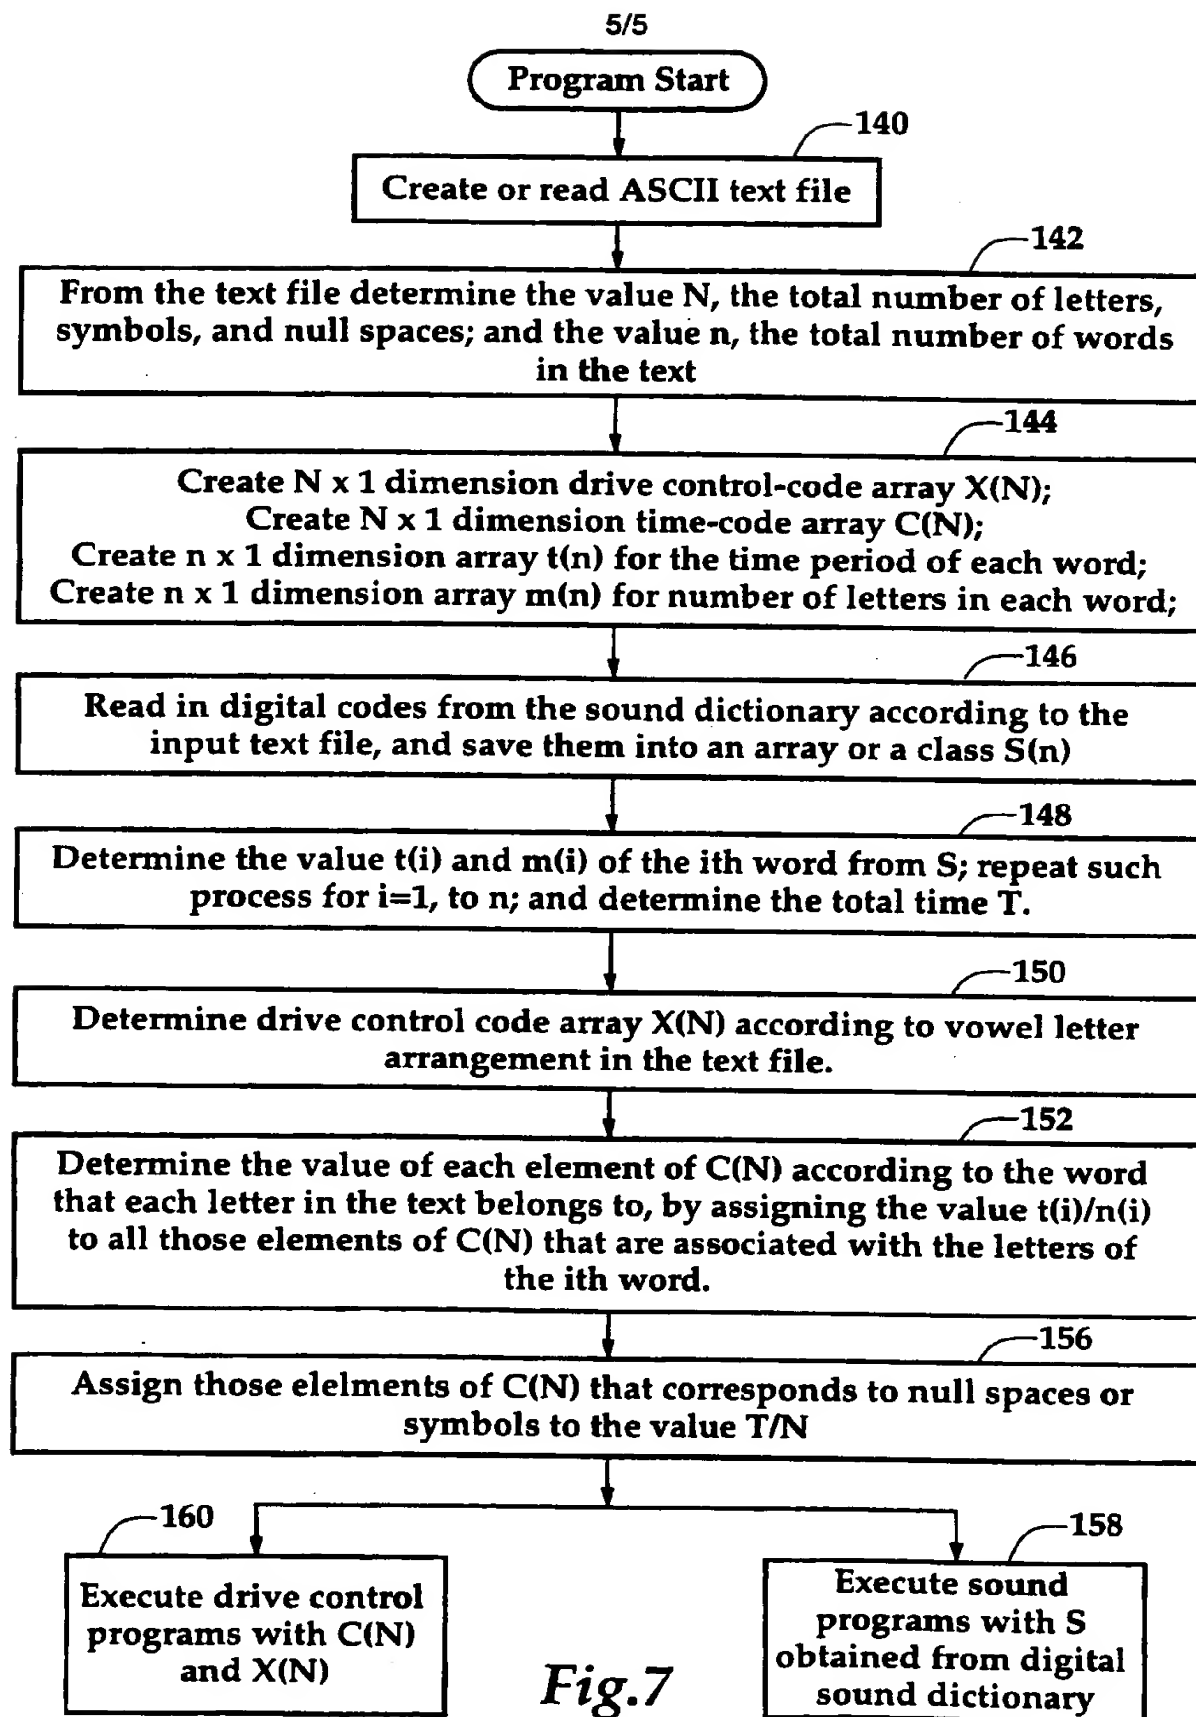 5/5
Program Start
140
Create or read ASCII text file
142
From the text file determine the value N, the total number of letters,
symbols, and null spaces; and the value n, the total number of words
in the text
144
Create N x 1 dimension drive control-code array X(N);
Create N x 1 dimension time-code array C(N);
Create n x 1 dimension array t(n) for the time period of each word;
Create n x 1 dimension array m(n) for number of letters in each word;
146
Read in digital codes from the sound dictionary according to the
input text file, and save them into an array or a class S(n)
148
Determine the value t(i) and m(i) of the ith word from S; repeat such
process for i=1, to n; and determine the total time T.
150
Determine drive control code array X(N) according to vowel letter
arrangement in the text file.
152
Determine the value of each element of C(N) according to the word
that each letter in the text belongs to, by assigning the value t(i)/n(i)
to all those elements of C(N) that are associated with the letters of
the ith word.
156
Assign those elelments of C(N) that corresponds to null spaces or
symbols to the value T/N
160
Execute drive control
programs with C(N)
and X(N)
158
Execute sound
programs with S
obtained from digital
sound dictionary
Fig.7